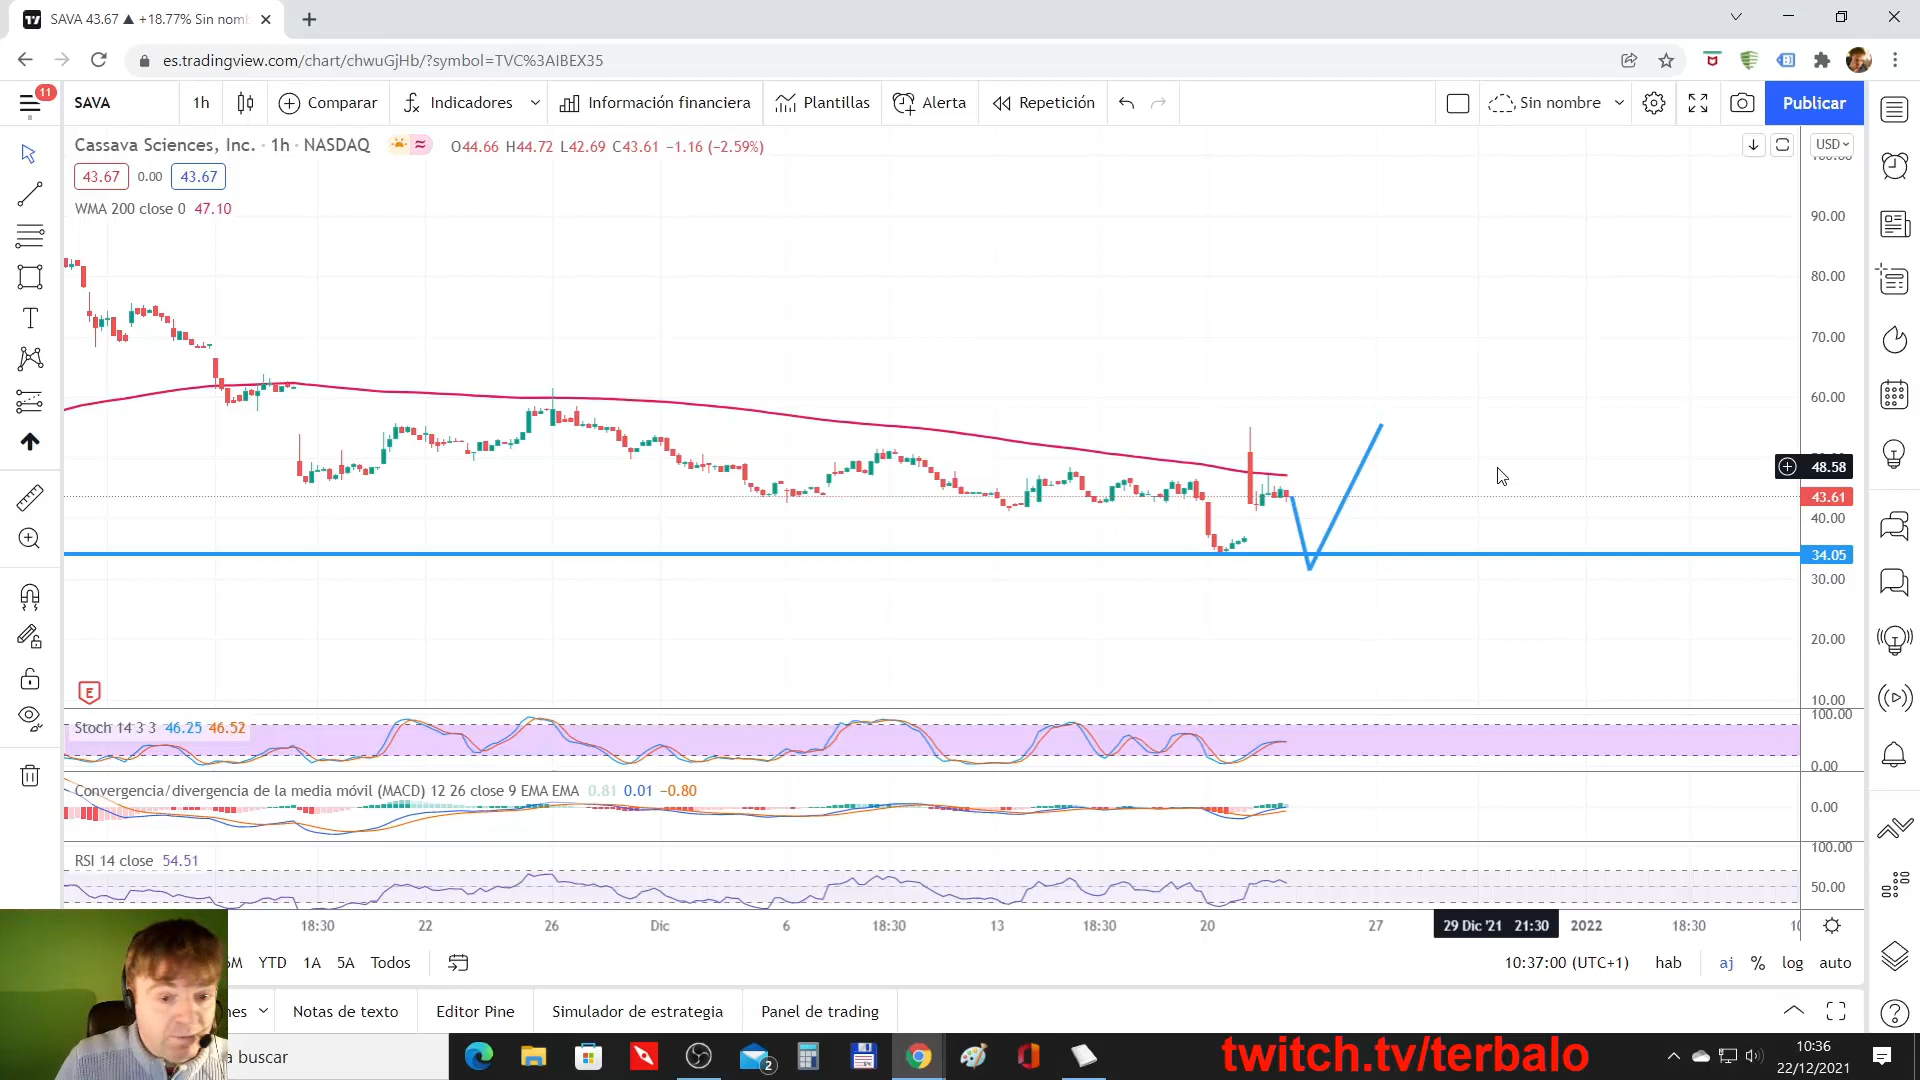 SAVA 43.67 ▲ +18.77% Sin nomb
es.tradingview.com/chart/chwuGjHb/?symbol=TVC%3AIBEX35
11
SAVA
1h
Comparar
Indicadores
Información financiera
Plantillas
Alerta
Repetición
Sin nombre
Publicar
Cassava Sciences, Inc. · 1h · NASDAQ
O44.66 H44.72 L42.69 C43.61 −1.16 (−2.59%)
USD
43.67 0.00 43.67
WMA 200 close 0 47.10
90.00
80.00
70.00
60.00
48.58
43.61
40.00
34.05
30.00
20.00
10.00
E
Stoch 14 3 3 46.25 46.52
100.00
0.00
Convergencia/divergencia de la media móvil (MACD) 12 26 close 9 EMA EMA 0.81 0.01 −0.80
0.00
RSI 14 close 54.51
100.00
50.00
18:30 22 26 Dic 6 18:30 13 18:30 20 27 29 Dic '21 21:30 2022 18:30 10
YTD 1A 5A Todos
10:37:00 (UTC+1) hab aj % log auto
nes Notas de texto Editor Pine Simulador de estrategia Panel de trading
a buscar
2
twitch.tv/terbalo
10:36
22/12/2021